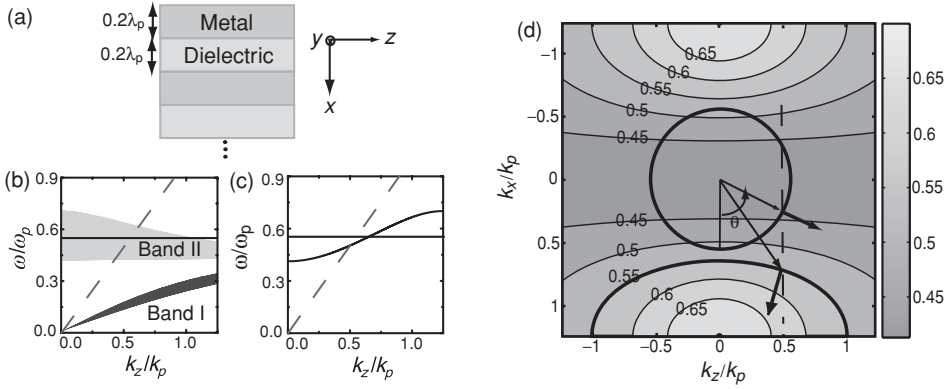 (a)
0.2λp
Metal
0.2λp
Dielectric
y
z
x
(b)
0.9
0.6
0.3
0.0
ω/ωp
Band II
Band I
0.0
0.5
1.0
kz/kp
(c)
0.9
0.6
0.3
0.0
ω/ωp
0.0
0.5
1.0
kz/kp
(d)
−1
−0.5
0
0.5
1
kx/kp
0.65
0.6
0.55
0.5
0.45
θ
0.45
0.5
0.55
0.6
0.65
−1
−0.5
0
0.5
1
kz/kp
0.65
0.6
0.55
0.5
0.45